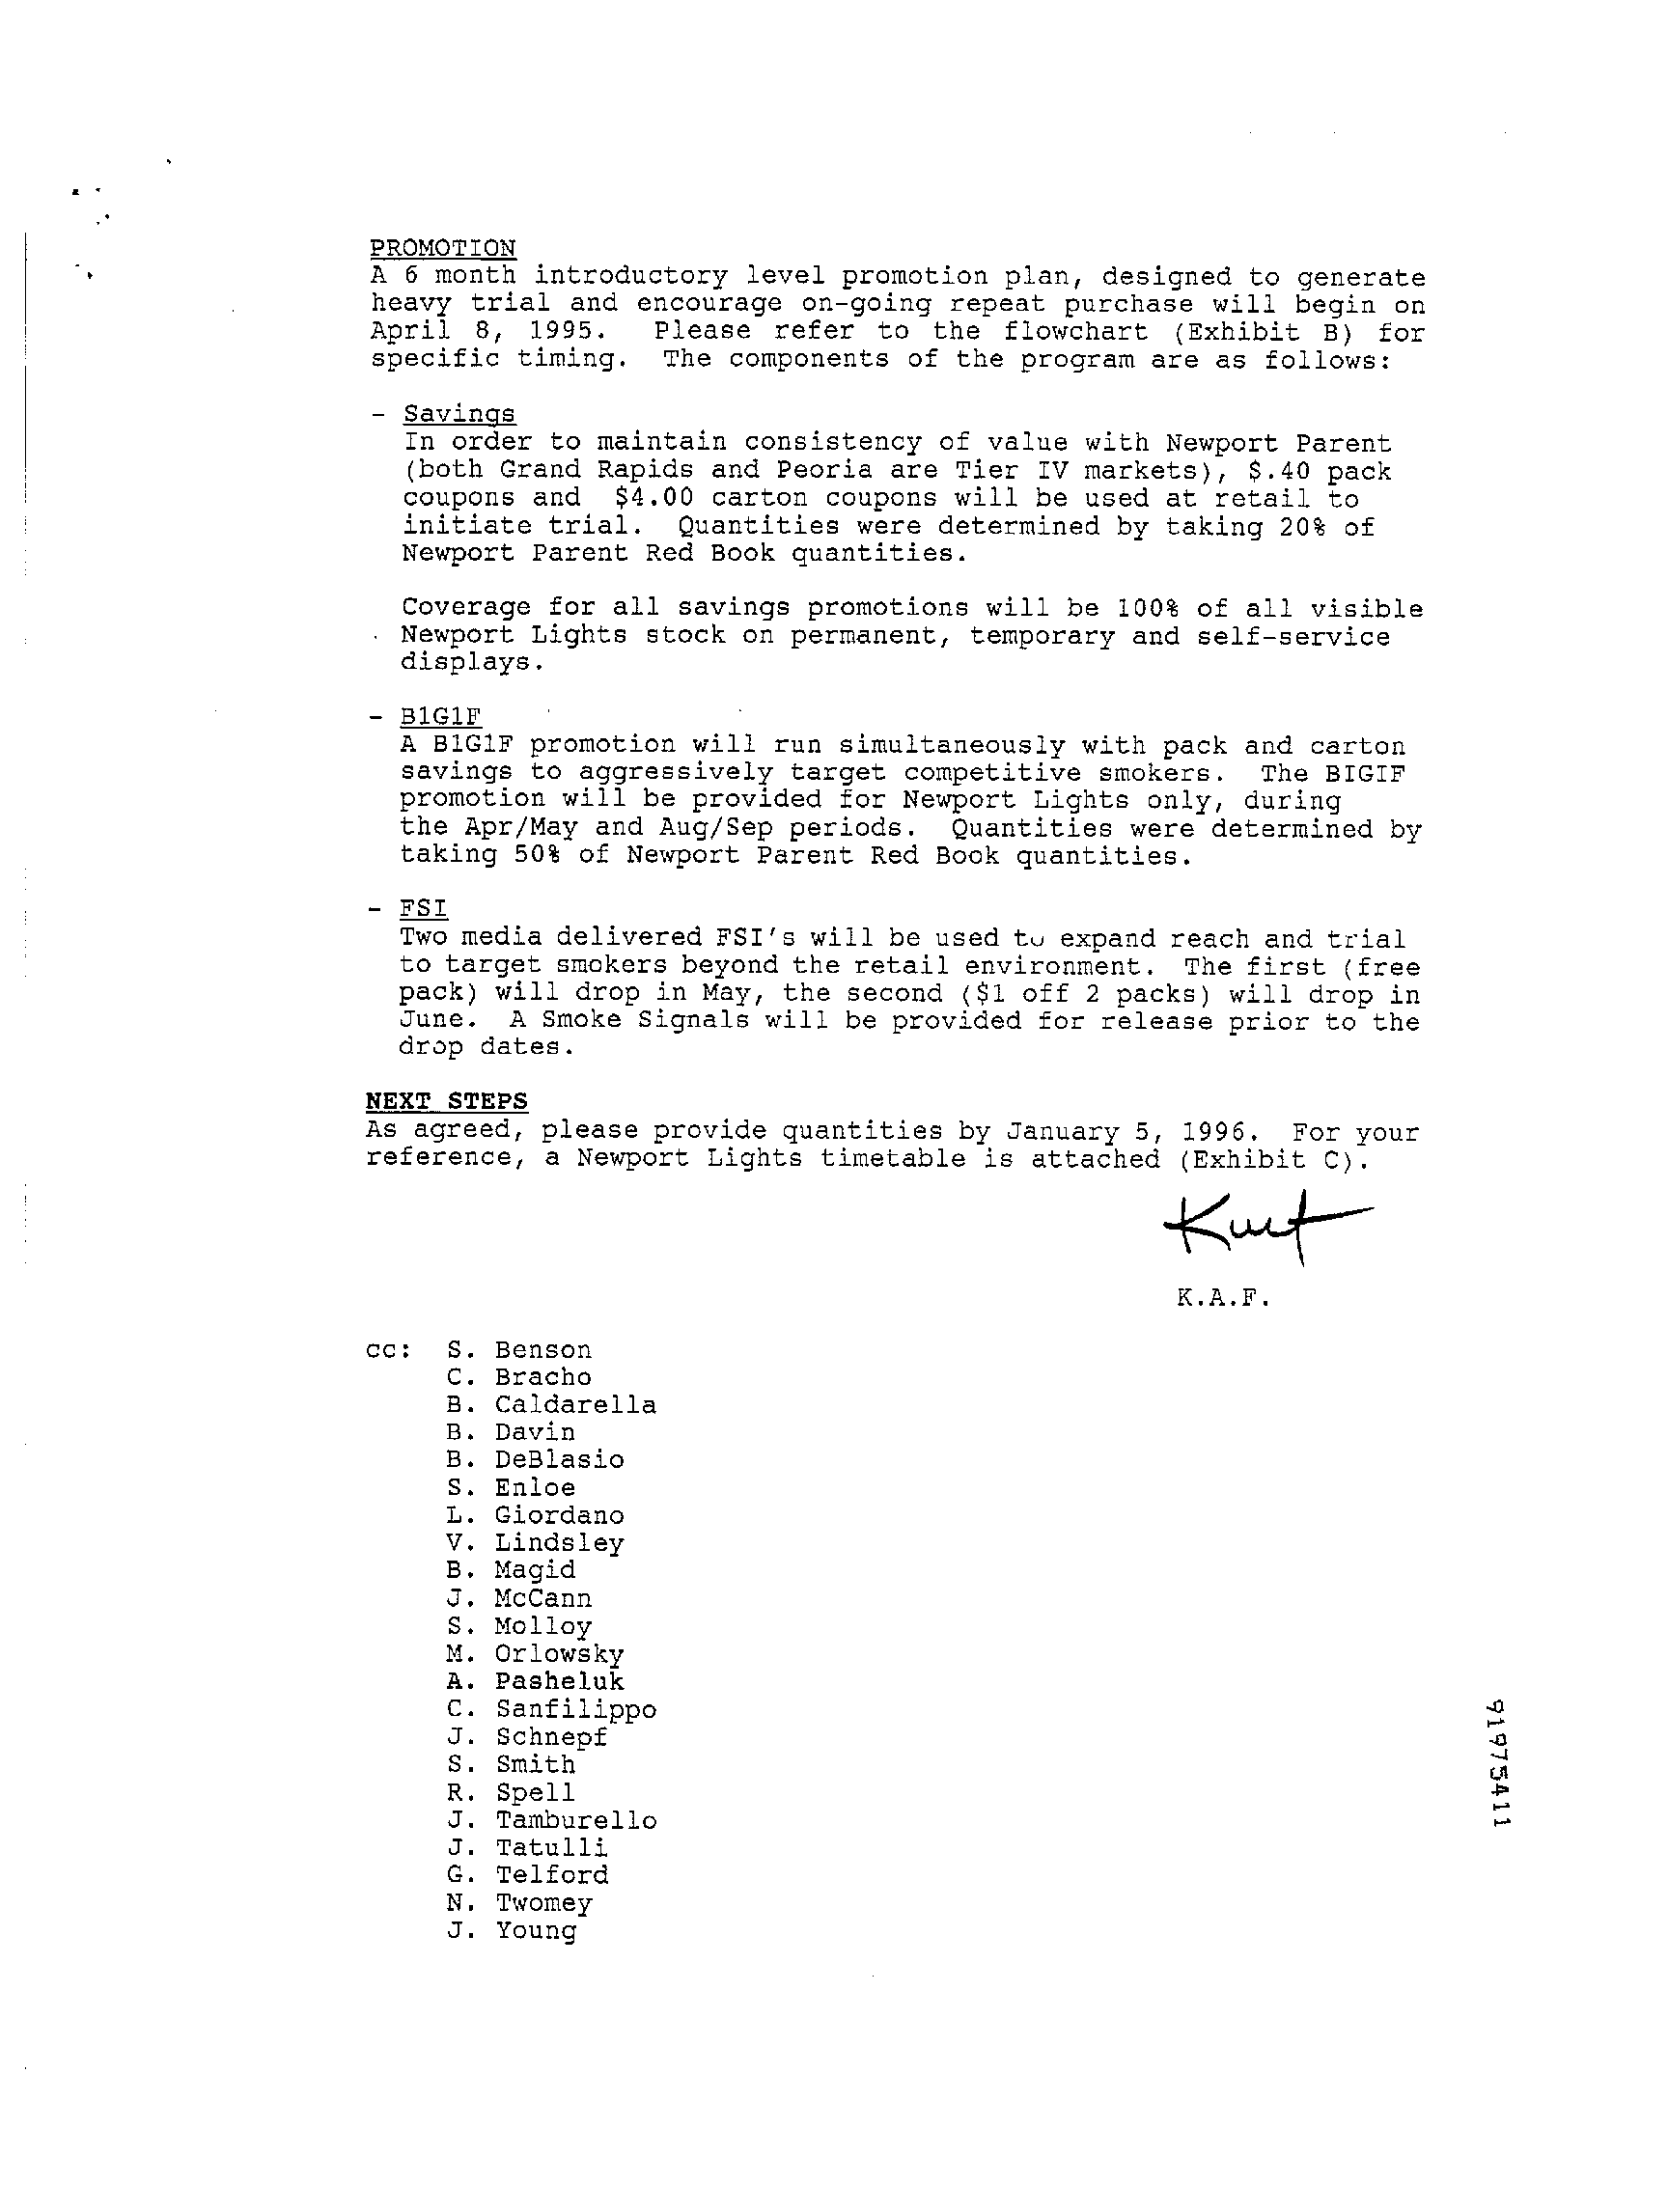 PROMOTION
A 6 month introductory level promotion plan, designed to generate
heavy trial and encourage on-going repeat purchase will begin on
April 8, 1995. Please refer to the flowchart (Exhibit B) for
specific timing. The components of the program are as follows:
- Savings
In order to maintain consistency of value with Newport Parent
(both Grand Rapids and Peoria are Tier IV markets), $.40 pack
coupons and $4.00 carton coupons will be used at retail to
initiate trial. Quantities were determined by taking 20% of
Newport Parent Red Book quantities.
Coverage for all savings promotions will be 100% of all visible
Newport Lights stock on permanent, temporary and self-service
displays.
- B1G1F
A B1G1F promotion will run simultaneously with pack and carton
savings to aggressively target competitive smokers. The BIGIF
promotion will be provided for Newport Lights only, during
the Apr/May and Aug/Sep periods. Quantities were determined by
taking 50% of Newport Parent Red Book quantities.
- FSI
Two media delivered FSI's will be used to expand reach and trial
to target smokers beyond the retail environment. The first (free
pack) will drop in May, the second ($1 off 2 packs) will drop in
June. A Smoke Signals will be provided for release prior to the
drop dates.
NEXT STEPS
As agreed, please provide quantities by January 5, 1996. For your
reference, a Newport Lights timetable is attached (Exhibit C).
Kurt
K.A.F.
cc: S. Benson
C. Bracho
B. Caldarella
B. Davin
B. DeBlasio
S. Enloe
L. Giordano
V. Lindsley
B. Magid
J. McCann
S. Molloy
M. Orlowsky
A. Pasheluk
C. Sanfilippo
J. Schnepf
S. Smith
R. Spell
J. Tamburello
J. Tatulli
G. Telford
N. Twomey
J. Young
91975411